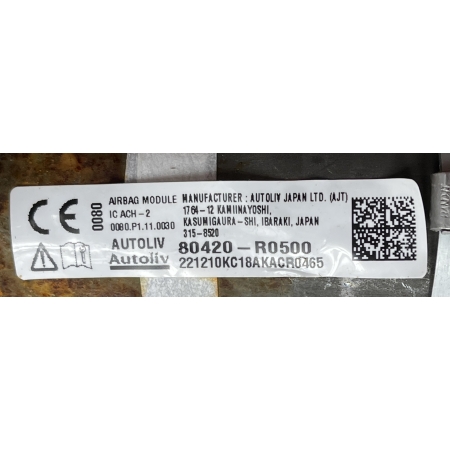 CE
0080
AIRBAG MODULE
IC ACH-2
0080.P1.11.0030
AUTOLIV
Autoliv
MANUFACTURER : AUTOLIV JAPAN LTD. (AJT)
1764-12 KAMIINAYOSHI,
KASUMIGAURA-SHI, IBARAKI, JAPAN
315-8520
80420-R0500
221210KC18AKACR0465